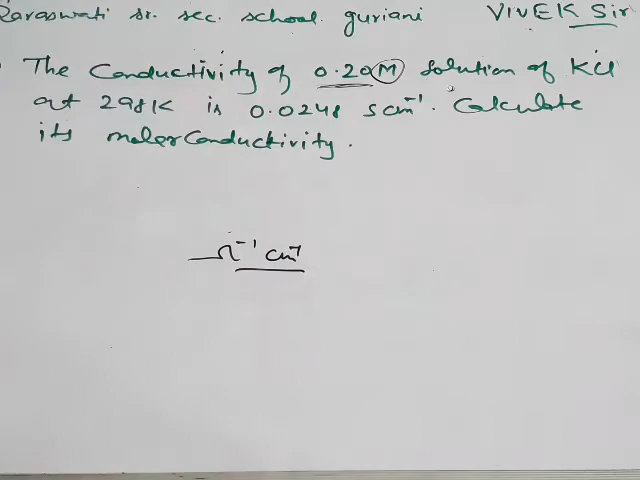 Saraswati sr. sec. school guriani VIVEK Sir
The Conductivity of 0.20 M solution of KCl
at 298K is 0.0248 s cm⁻¹. Calculate
its molar Conductivity.
Ω⁻¹ cm⁻¹